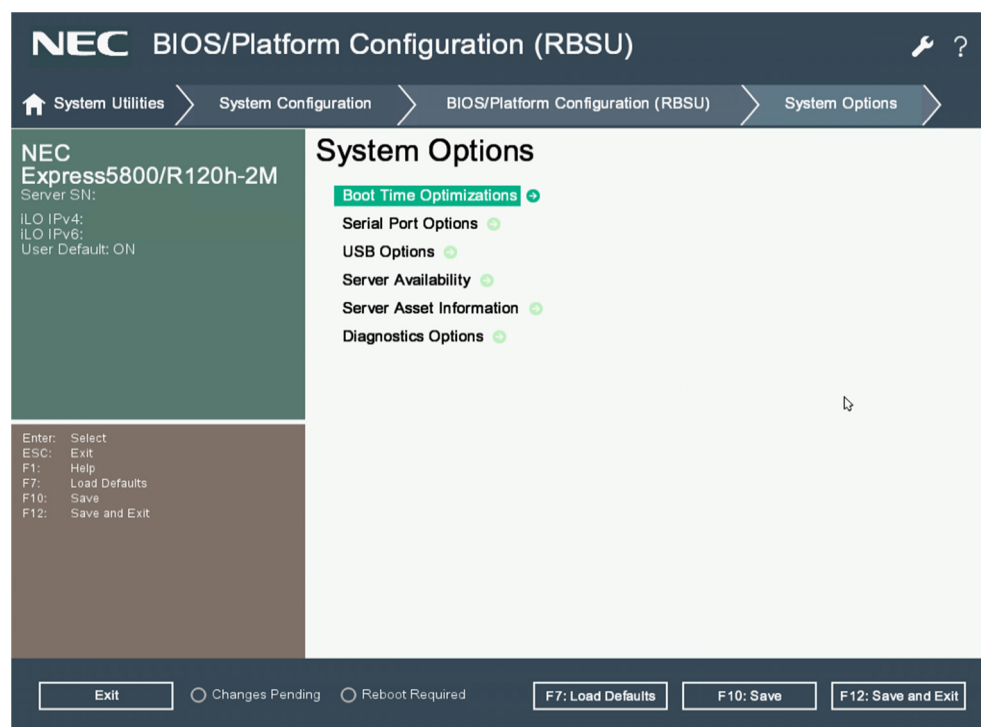 NEC BIOS/Platform Configuration (RBSU)
?
System Utilities System Configuration BIOS/Platform Configuration (RBSU) System Options
NEC
Express5800/R120h-2M
Server SN:
iLO IPv4:
iLO IPv6:
User Default: ON
System Options
Boot Time Optimizations
Serial Port Options
USB Options
Server Availability
Server Asset Information
Diagnostics Options
Enter: Select
ESC: Exit
F1: Help
F7: Load Defaults
F10: Save
F12: Save and Exit
Exit Changes Pending Reboot Required F7: Load Defaults F10: Save F12: Save and Exit